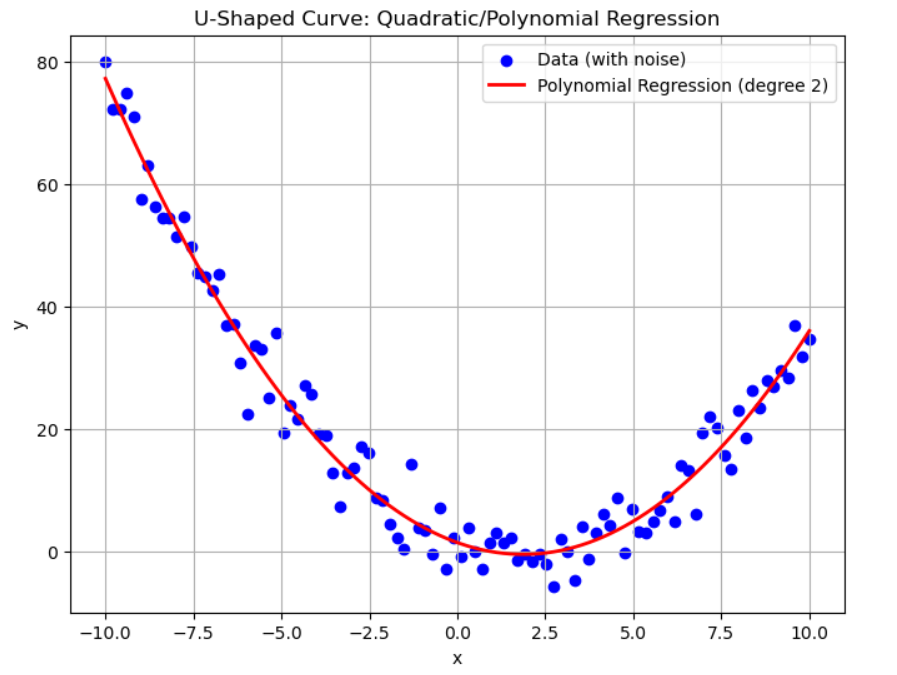 U-Shaped Curve: Quadratic/Polynomial Regression
Data (with noise)
Polynomial Regression (degree 2)
80
60
40
20
0
y
−10.0 −7.5 −5.0 −2.5 0.0 2.5 5.0 7.5 10.0
x